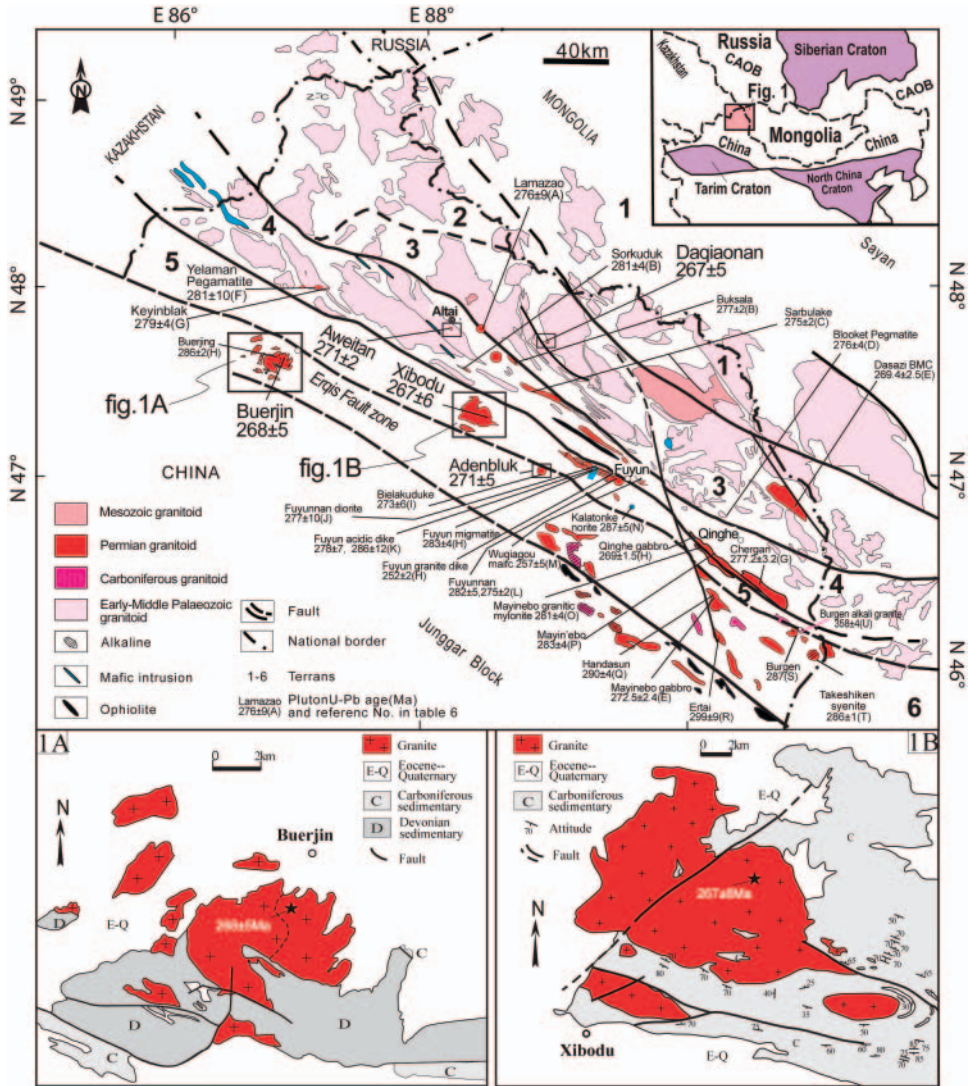 E 86°
E 88°
RUSSIA
40km
N 49°
N
KAZAKHSTAN
MONGOLIA
Kazakhstan
Russia
CAOB
Siberian Craton
Fig. 1
CAOB
Mongolia
China
China
Tarim Craton
North China
Craton
Lamazao
276±9(A)
1
2
3
4
5
Sayan
Sorkuduk
281±4(B)
Daqiaonan
267±5
N 48°
N 48°
Yelaman
Pegamatite
281±10(F)
Keyinblak
279±4(G)
Altai
Buksala
277±2(B)
Sarbulake
275±2(C)
Blooket Pegmatite
276±4(D)
Dasazi BMC
269.4±2.5(E)
Buerjing
286±2(H)
Aweitan
271±2
1
Xibodu
267±6
Erqis Fault zone
fig.1A
Buerjin
268±5
fig.1B
N 47°
N 47°
CHINA
Adenbluk
271±5
Fuyun
3
Mesozoic granitoid
Permian granitoid
Carboniferous granitoid
Early-Middle Palaeozoic
granitoid
Alkaline
Mafic intrusion
Ophiolite
Fault
National border
1-6
Terrans
Lamazao
276±9(A)
PlutonU-Pb age(Ma)
and referenc No. in table 6
Bielakuduke
273±6(I)
Fuyunnan diorite
277±10(J)
Fuyun acidic dike
278±7, 286±12(K)
Fuyun migmatite
283±4(H)
Fuyun granite dike
252±2(H)
Wuqiagou
mafic 257±5(M)
Fuyunnan
282±5,275±2(L)
Kalatonke
norite 287±5(N)
Qinghe
Qinghe gabbro
269±1.5(H)
Chergan
277.2±3.2(G)
4
5
Mayinebo granitic
mylonite 281±4(O)
Burgen alkali granite
358±4(U)
Mayin'ebo
283±4(P)
Junggar Block
Handasun
290±4(Q)
Burgen
287(S)
N 46°
Mayinebo gabbro
272.5±2.4(E)
Takeshiken
syenite
286±1(T)
Ertai
299±9(R)
6
1A
0 2km
Granite
E-Q
Eocene--
Quaternary
C
Carboniferous
sedimentary
D
Devonian
sedimentary
Fault
N
Buerjin
268±5Ma
D
E-Q
C
D
D
C
C
1B
0 2km
Granite
E-Q
Eocene--
Quaternary
C
Carboniferous
sedimentary
70
Attitude
Fault
E-Q
C
267±6Ma
N
Xibodu
E-Q
C